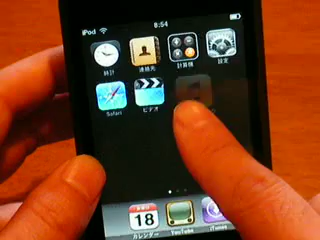 iPod 8:54
時計 連絡先 計算機 設定
Safari ビデオ
18
カレンダー YouTube iTunes